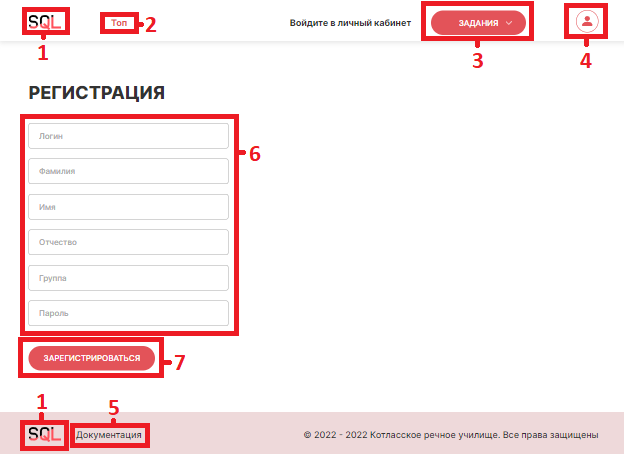 SQL Топ Войдите в личный кабинет ЗАДАНИЯ
1 2 3 4
РЕГИСТРАЦИЯ
Логин
6
Фамилия
Имя
Отчество
Группа
Пароль
ЗАРЕГИСТРИРОВАТЬСЯ 7
1 5
SQL Документация © 2022 - 2022 Котласское речное училище. Все права защищены